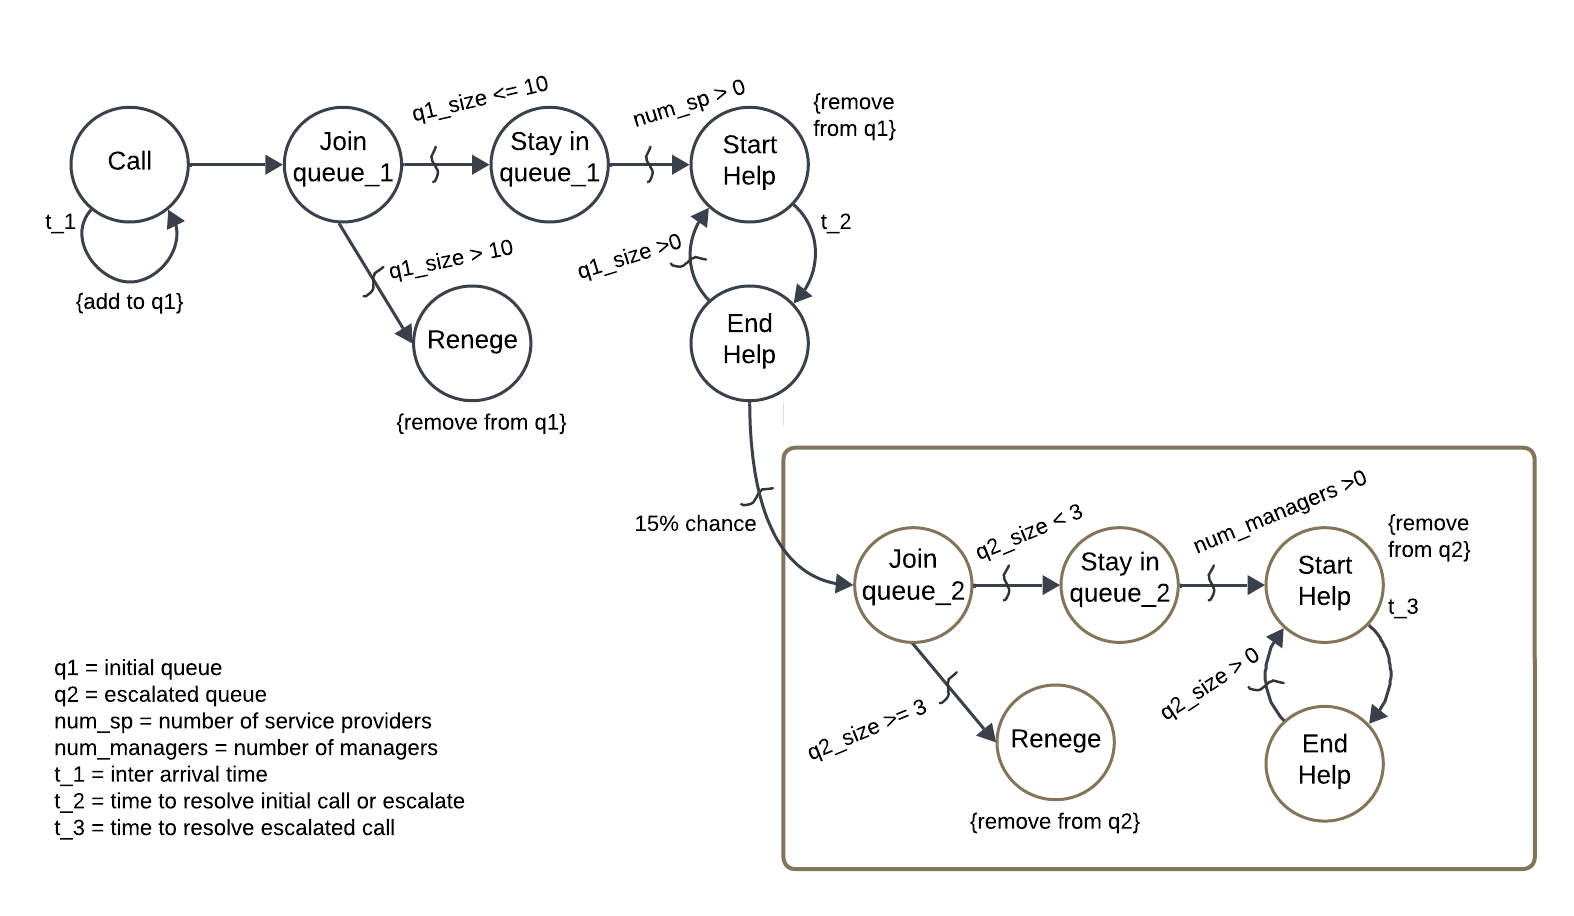 Call
t_1
{add to q1}
Join
queue_1
q1_size <= 10
Stay in
queue_1
num_sp > 0
Start
Help
{remove
from q1}
t_2
q1_size >0
End
Help
q1_size > 10
Renege
{remove from q1}
15% chance
Join
queue_2
q2_size < 3
Stay in
queue_2
num_managers >0
Start
Help
{remove
from q2}
t_3
q2_size > 0
End
Help
q2_size >= 3
Renege
{remove from q2}
q1 = initial queue
q2 = escalated queue
num_sp = number of service providers
num_managers = number of managers
t_1 = inter arrival time
t_2 = time to resolve initial call or escalate
t_3 = time to resolve escalated call